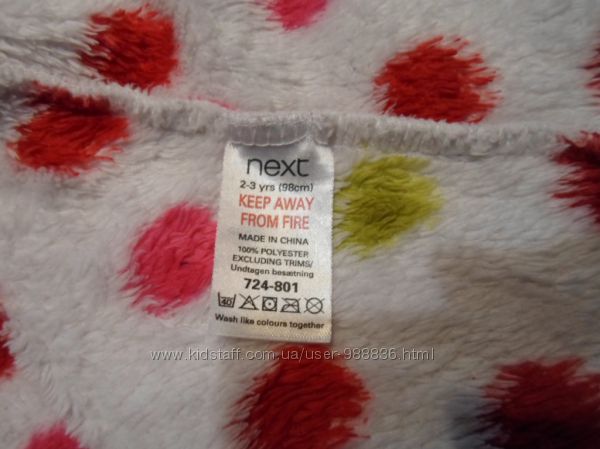 next
2-3 yrs (98cm)
KEEP AWAY
FROM FIRE
MADE IN CHINA
100% POLYESTER
EXCLUDING TRIMS/
Undtagen besætning
724-801
40
Wash like colours together
www.kidstaff.com.ua/user-988836.html